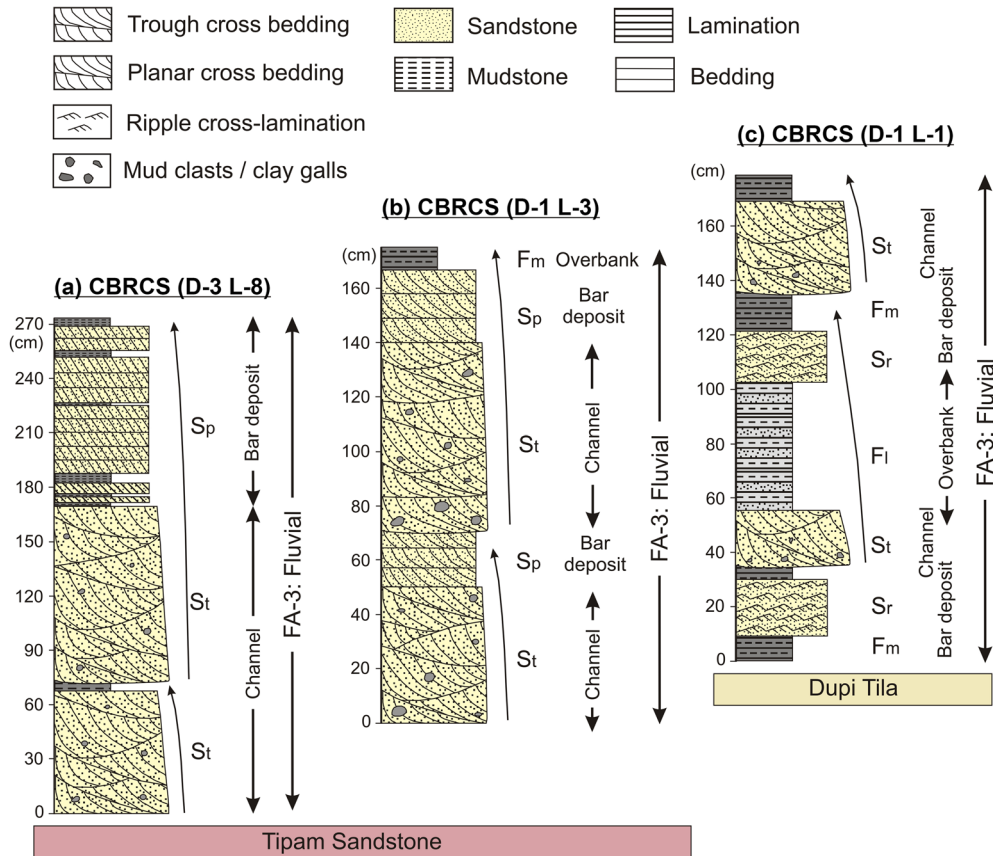 Trough cross bedding
Planar cross bedding
Ripple cross-lamination
Mud clasts / clay galls
Sandstone
Mudstone
Lamination
Bedding
(a) CBRCS (D-3 L-8)
270
(cm)
240
210
180
150
120
90
60
30
0
Sp
St
St
Bar deposit
Channel
FA-3: Fluvial
(b) CBRCS (D-1 L-3)
(cm)
160
140
120
100
80
60
40
20
0
Fm
Sp
St
Sp
St
Overbank
Bar
deposit
Channel
Bar
deposit
Channel
FA-3: Fluvial
Tipam Sandstone
(c) CBRCS (D-1 L-1)
(cm)
160
140
120
100
80
60
40
20
0
St
Fm
Sr
Fl
St
Sr
Fm
Channel
Bar deposit
Overbank
Channel
Bar deposit
FA-3: Fluvial
Dupi Tila